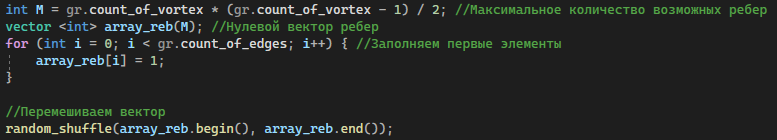 int M = gr.count_of_vortex * (gr.count_of_vortex - 1) / 2; //Максимальное количество возможных ребер
vector <int> array_reb(M); //Нулевой вектор ребер
for (int i = 0; i < gr.count_of_edges; i++) { //Заполняем первые элементы
    array_reb[i] = 1;
}

//Перемешиваем вектор
random_shuffle(array_reb.begin(), array_reb.end());